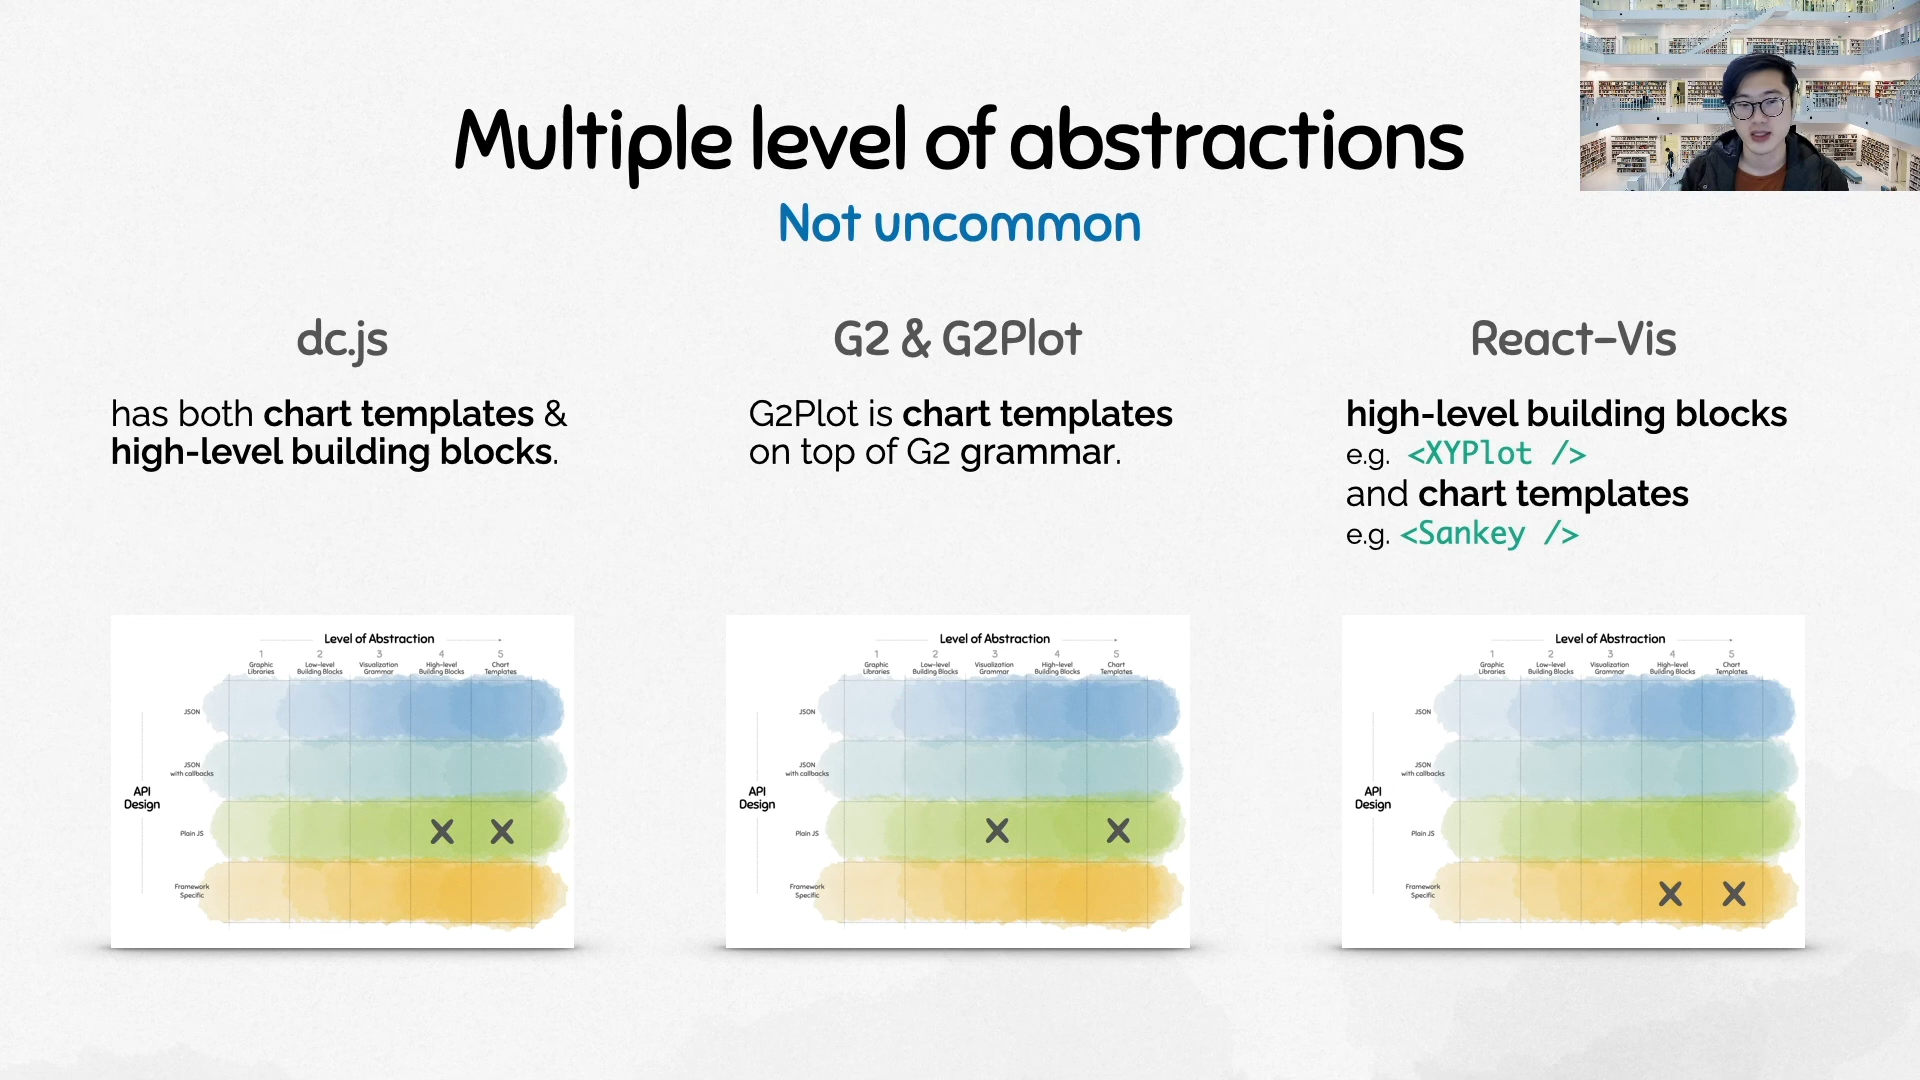 Multiple level of abstractions
Not uncommon
dc.js
has both chart templates &
high-level building blocks.
G2 & G2Plot
G2Plot is chart templates
on top of G2 grammar.
React-Vis
high-level building blocks
e.g. <XYPlot />
and chart templates
e.g. <Sankey />
Level of Abstraction
1 2 3 4 5
Graphic Libraries
Low-level Building Blocks
Visualization Grammar
High-level Building Blocks
Chart Templates
API Design
JSON
JSON with callbacks
Plain JS
Framework Specific
Level of Abstraction
1 2 3 4 5
Graphic Libraries
Low-level Building Blocks
Visualization Grammar
High-level Building Blocks
Chart Templates
API Design
JSON
JSON with callbacks
Plain JS
Framework Specific
Level of Abstraction
1 2 3 4 5
Graphic Libraries
Low-level Building Blocks
Visualization Grammar
High-level Building Blocks
Chart Templates
API Design
JSON
JSON with callbacks
Plain JS
Framework Specific